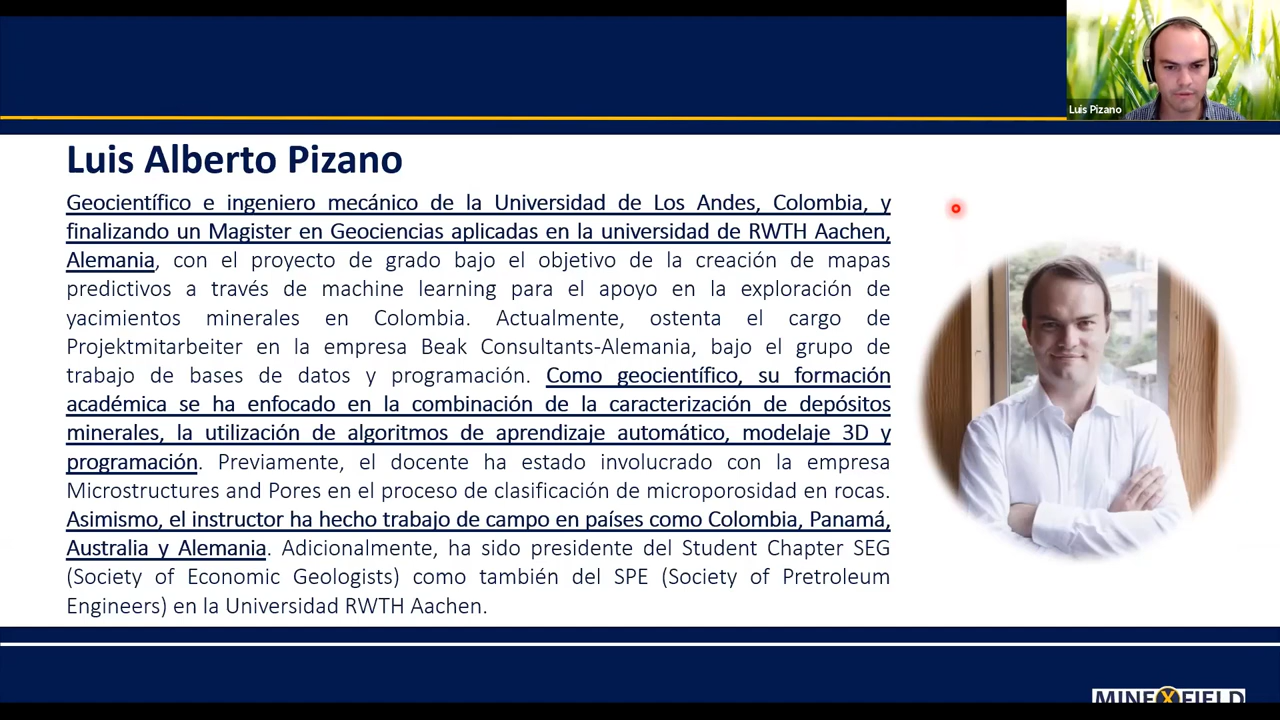 Luis Pizano
Luis Alberto Pizano
Geocientífico e ingeniero mecánico de la Universidad de Los Andes, Colombia, y
finalizando un Magister en Geociencias aplicadas en la universidad de RWTH Aachen,
Alemania, con el proyecto de grado bajo el objetivo de la creación de mapas
predictivos a través de machine learning para el apoyo en la exploración de
yacimientos minerales en Colombia. Actualmente, ostenta el cargo de
Projektmitarbeiter en la empresa Beak Consultants-Alemania, bajo el grupo de
trabajo de bases de datos y programación. Como geocientífico, su formación
académica se ha enfocado en la combinación de la caracterización de depósitos
minerales, la utilización de algoritmos de aprendizaje automático, modelaje 3D y
programación. Previamente, el docente ha estado involucrado con la empresa
Microstructures and Pores en el proceso de clasificación de microporosidad en rocas.
Asimismo, el instructor ha hecho trabajo de campo en países como Colombia, Panamá,
Australia y Alemania. Adicionalmente, ha sido presidente del Student Chapter SEG
(Society of Economic Geologists) como también del SPE (Society of Pretroleum
Engineers) en la Universidad RWTH Aachen.
MINEXFIELD